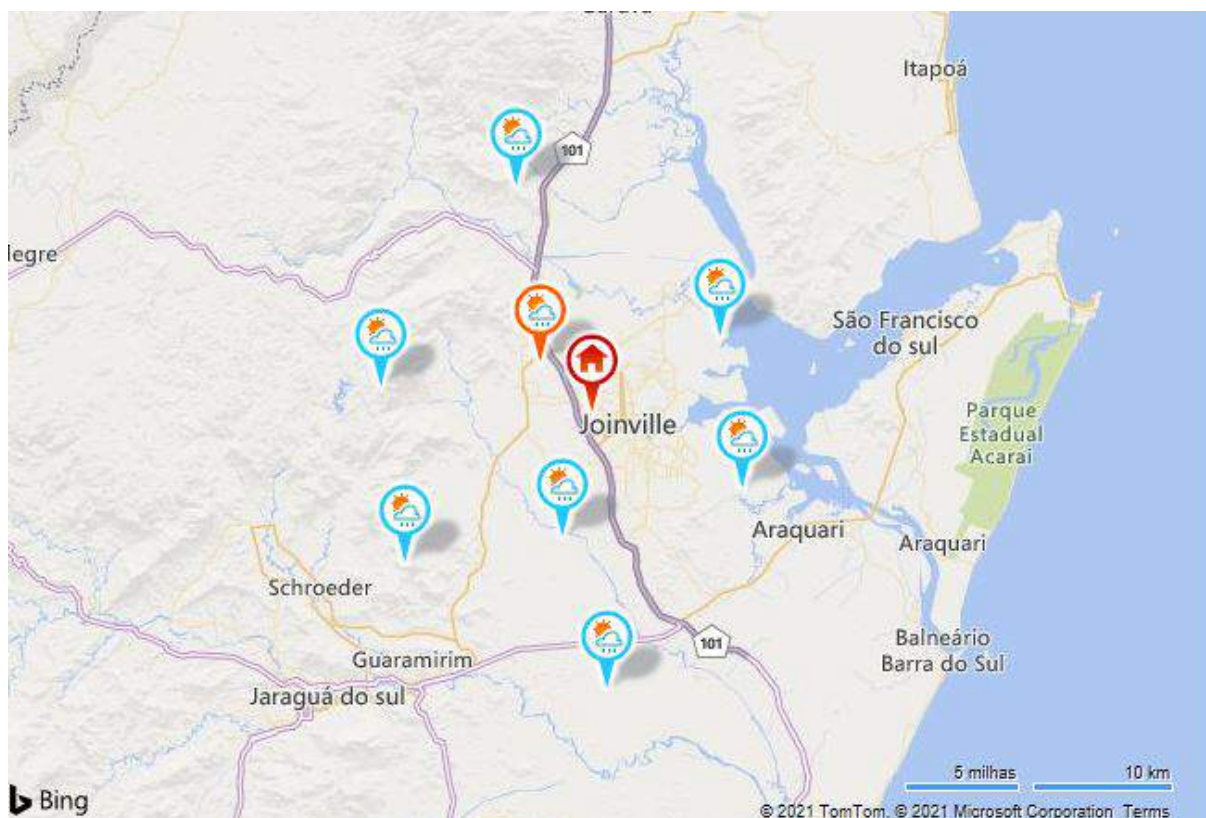 Itapoá
101
legre
São Francisco
do sul
Parque
Estadual
Acarai
Joinville
Araquari
Araquari
Schroeder
Balneário
Barra do Sul
101
Guaramirim
Jaraguá do sul
5 milhas
10 km
Bing
© 2021 TomTom, © 2021 Microsoft Corporation Terms